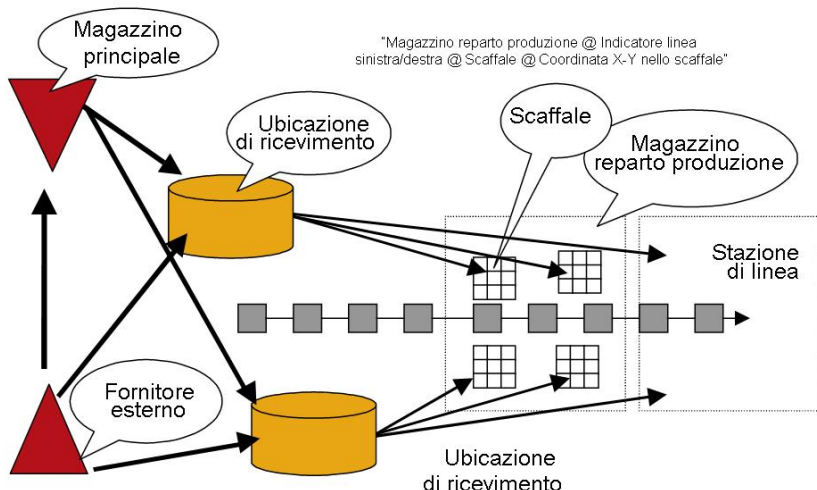 Magazzino
principale
"Magazzino reparto produzione @ Indicatore linea
sinistra/destra @ Scaffale @ Coordinata X-Y nello scaffale"
Ubicazione
di ricevimento
Scaffale
Magazzino
reparto produzione
Stazione
di linea
Fornitore
esterno
Ubicazione
di ricevimento